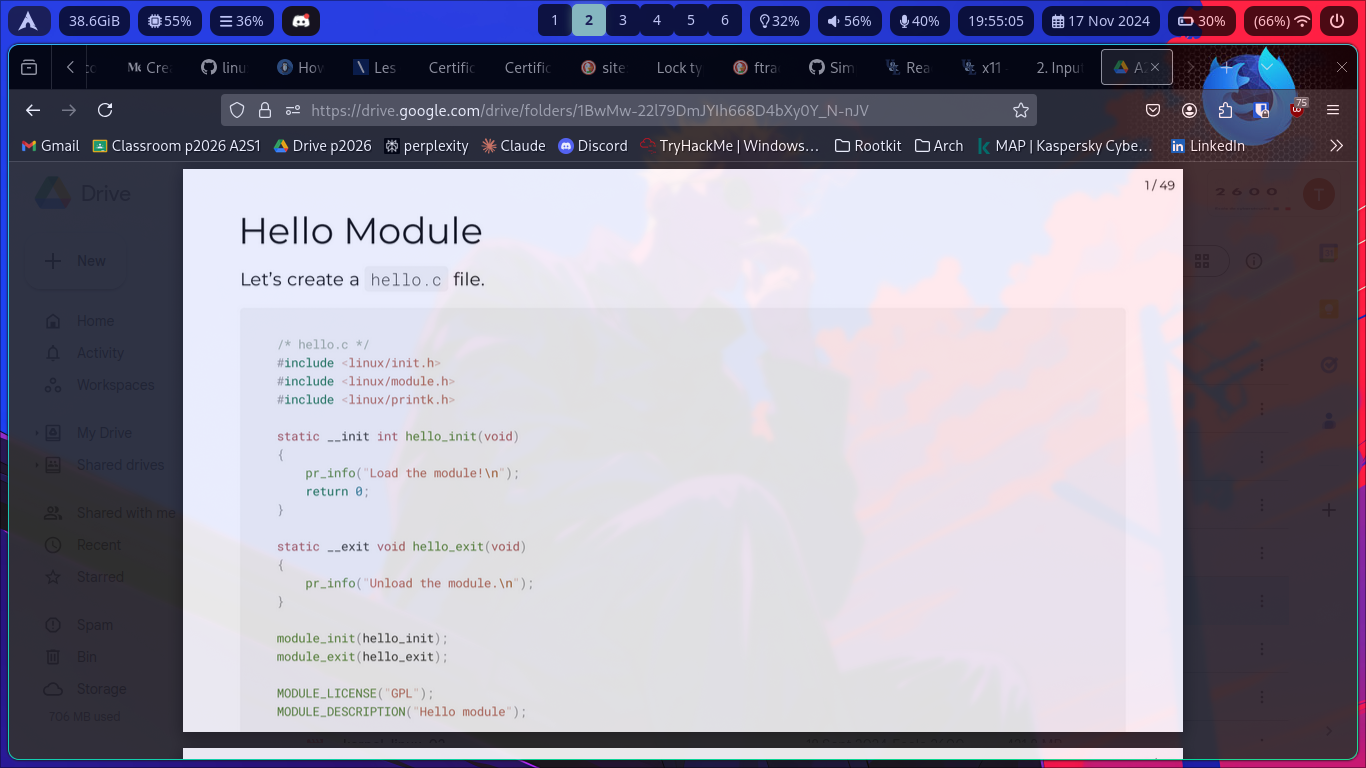 38.6GiB 55% 36% 1 2 3 4 5 6 32% 56% 40% 19:55:05 17 Nov 2024 30% (66%)
Cre linu Hov Les Certific Certific site Lock ty ftra Sim Rea x11 2. Input
https://drive.google.com/drive/folders/1BwMw-22l79DmJYIh668D4bXy0Y_N-nJV 75
Gmail Classroom p2026 A2S1 Drive p2026 perplexity Claude Discord TryHackMe | Windows… Rootkit Arch MAP | Kaspersky Cybe… LinkedIn
Drive
2600 T
New
Home
Activity
Workspaces
My Drive
Shared drives
Shared with me
Recent
Starred
Spam
Bin
Storage
706 MB used
1 / 49
Hello Module
Let’s create a hello.c file.
/* hello.c */
#include <linux/init.h>
#include <linux/module.h>
#include <linux/printk.h>
static __init int hello_init(void)
{
pr_info("Load the module!\n");
return 0;
}
static __exit void hello_exit(void)
{
pr_info("Unload the module.\n");
}
module_init(hello_init);
module_exit(hello_exit);
MODULE_LICENSE("GPL");
MODULE_DESCRIPTION("Hello module");